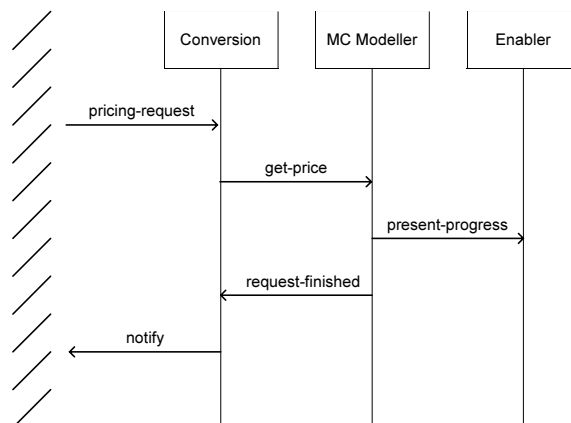 Conversion
MC Modeller
Enabler
pricing-request
get-price
present-progress
request-finished
notify